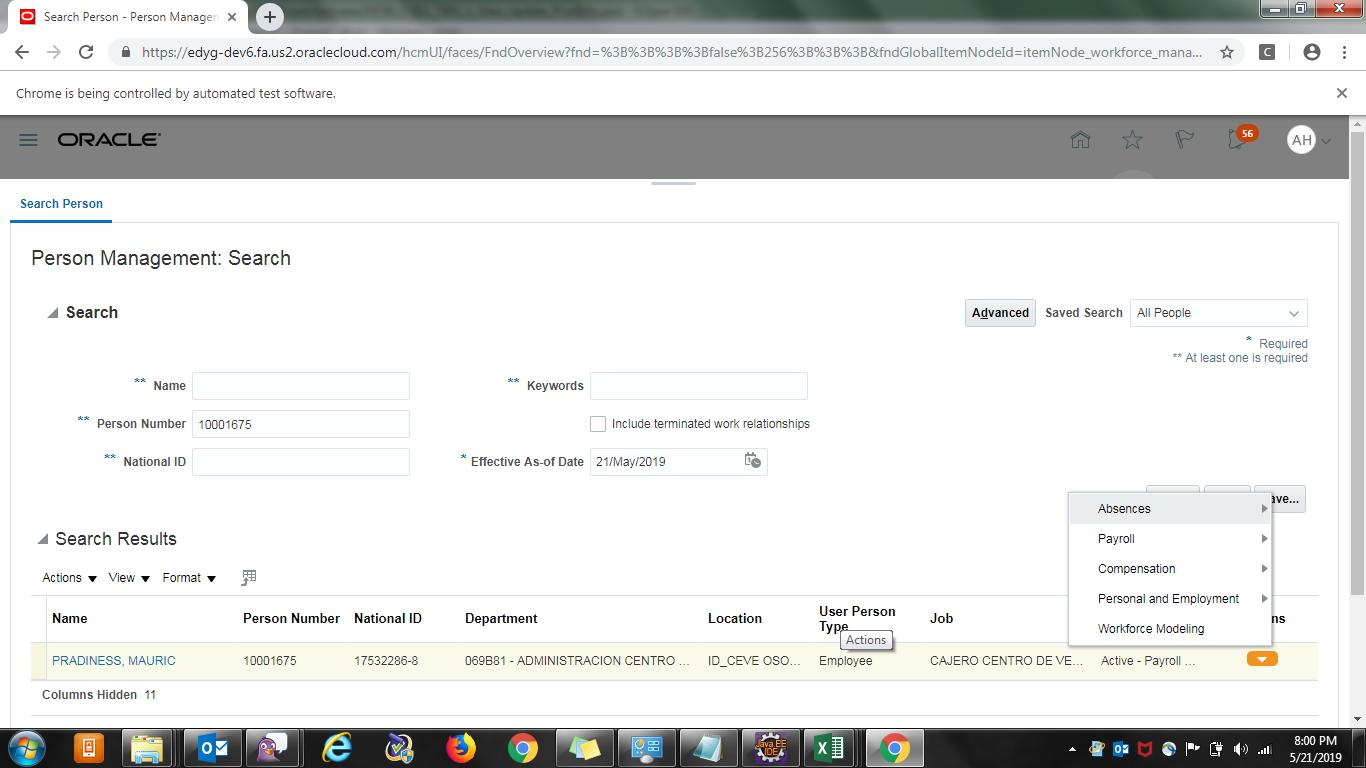 Search Person - Person Manager
https://edyg-dev6.fa.us2.oraclecloud.com/hcmUI/faces/FndOverview?fnd=%3B%3B%3B%3Bfalse%3B256%3B%3B%3B&fndGlobalItemNodeId=itemNode_workforce_mana...
C
Chrome is being controlled by automated test software.
ORACLE
56
AH
Search Person
Person Management: Search
Search
Advanced
Saved Search
All People
* Required
** At least one is required
** Name
** Keywords
** Person Number
10001675
Include terminated work relationships
** National ID
* Effective As-of Date
21/May/2019
ave...
Absences
Payroll
Compensation
Personal and Employment
Workforce Modeling
Search Results
Actions
View
Format
Name
Person Number
National ID
Department
Location
User Person Type
Job
ns
Actions
PRADINESS, MAURIC
10001675
17532286-8
069B81 - ADMINISTRACION CENTRO ...
ID_CEVE OSO...
Employee
CAJERO CENTRO DE VE...
Active - Payroll ...
Columns Hidden 11
Java EE
IDE
8:00 PM
5/21/2019